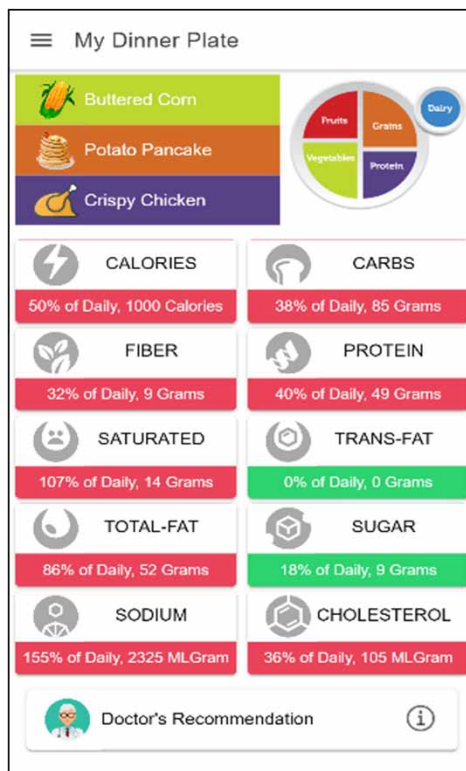 My Dinner Plate
Buttered Corn
Potato Pancake
Crispy Chicken
Fruits
Grains
Dairy
Vegetables
Protein
CALORIES
50% of Daily, 1000 Calories
CARBS
38% of Daily, 85 Grams
FIBER
32% of Daily, 9 Grams
PROTEIN
40% of Daily, 49 Grams
SATURATED
107% of Daily, 14 Grams
TRANS-FAT
0% of Daily, 0 Grams
TOTAL-FAT
86% of Daily, 52 Grams
SUGAR
18% of Daily, 9 Grams
SODIUM
155% of Daily, 2325 MLGram
CHOLESTEROL
36% of Daily, 105 MLGram
Doctor's Recommendation